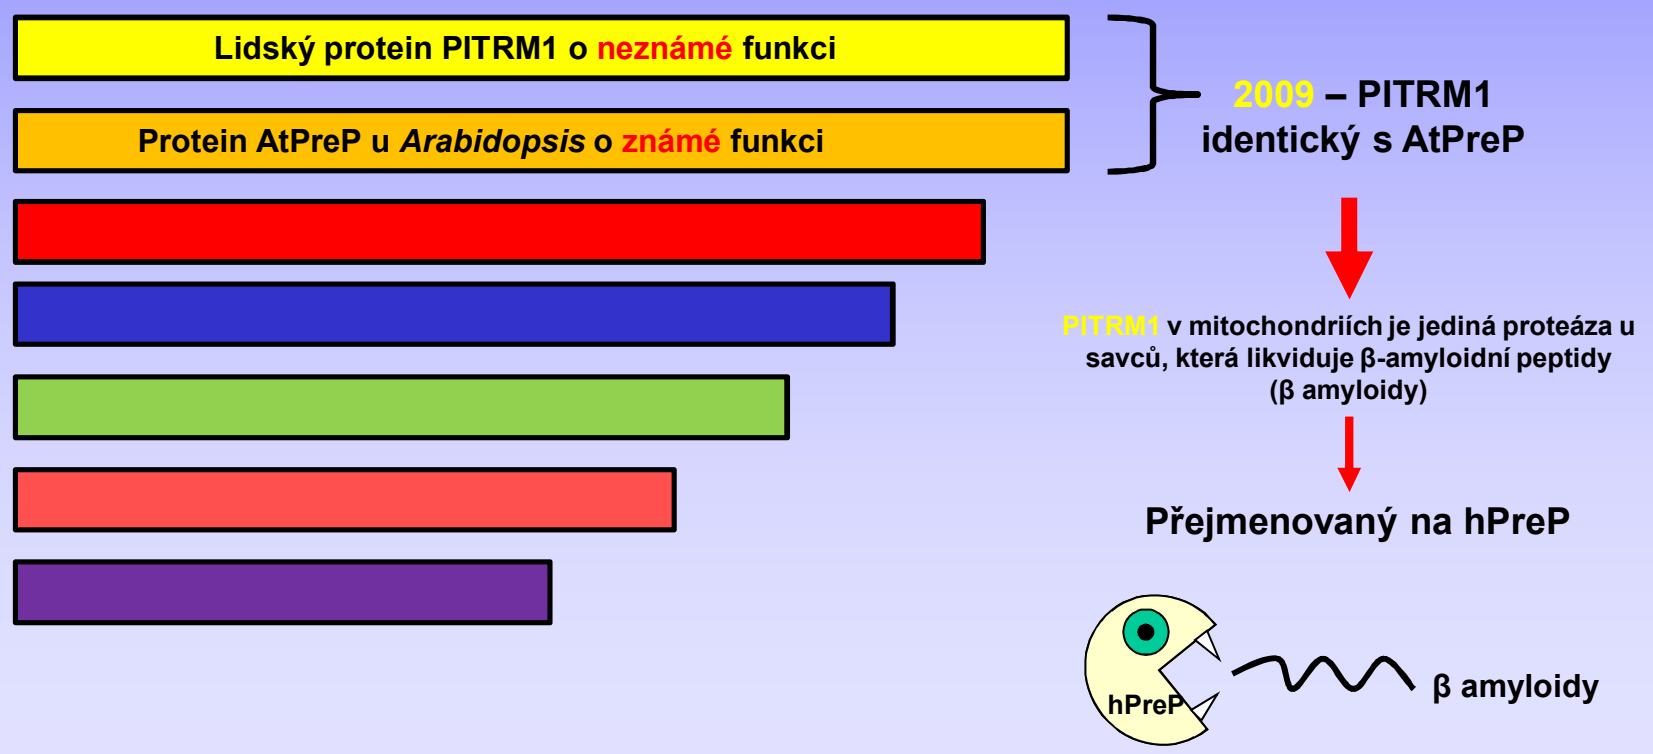 Lidský protein PITRM1 o neznámé funkci
Protein AtPreP u Arabidopsis o známé funkci
2009 – PITRM1
identický s AtPreP
PITRM1 v mitochondriích je jediná proteáza u
savců, která likviduje β-amyloidní peptidy
(β amyloidy)
Přejmenovaný na hPreP
hPreP
β amyloidy